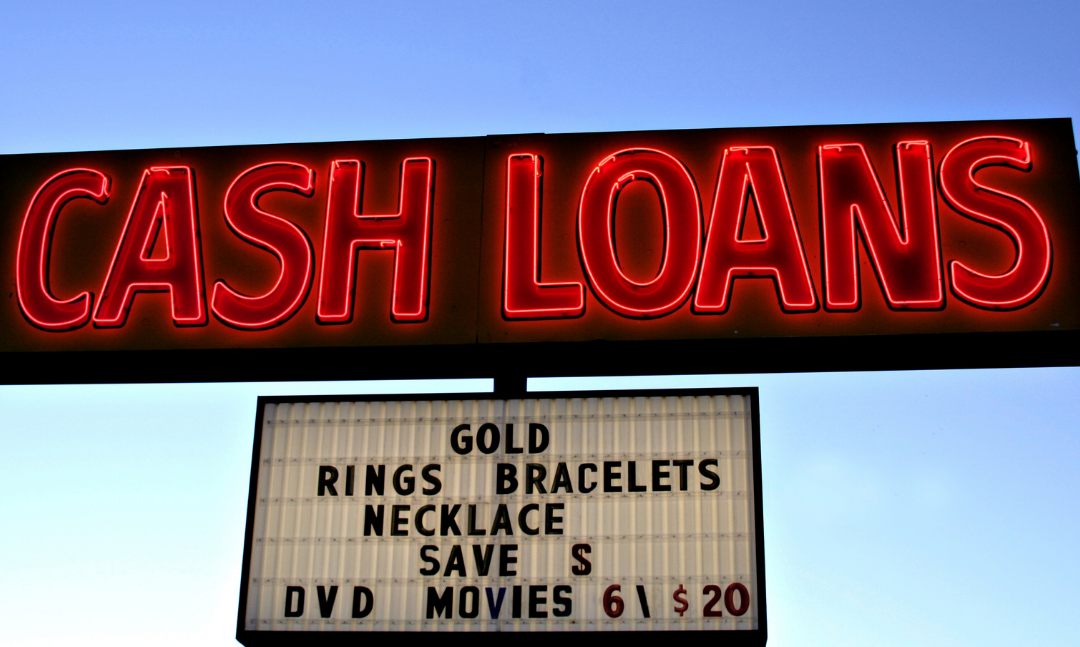 CASH LOANS
GOLD
RINGS BRACELETS
NECKLACE
SAVE $
DVD MOVIES 6\ $20